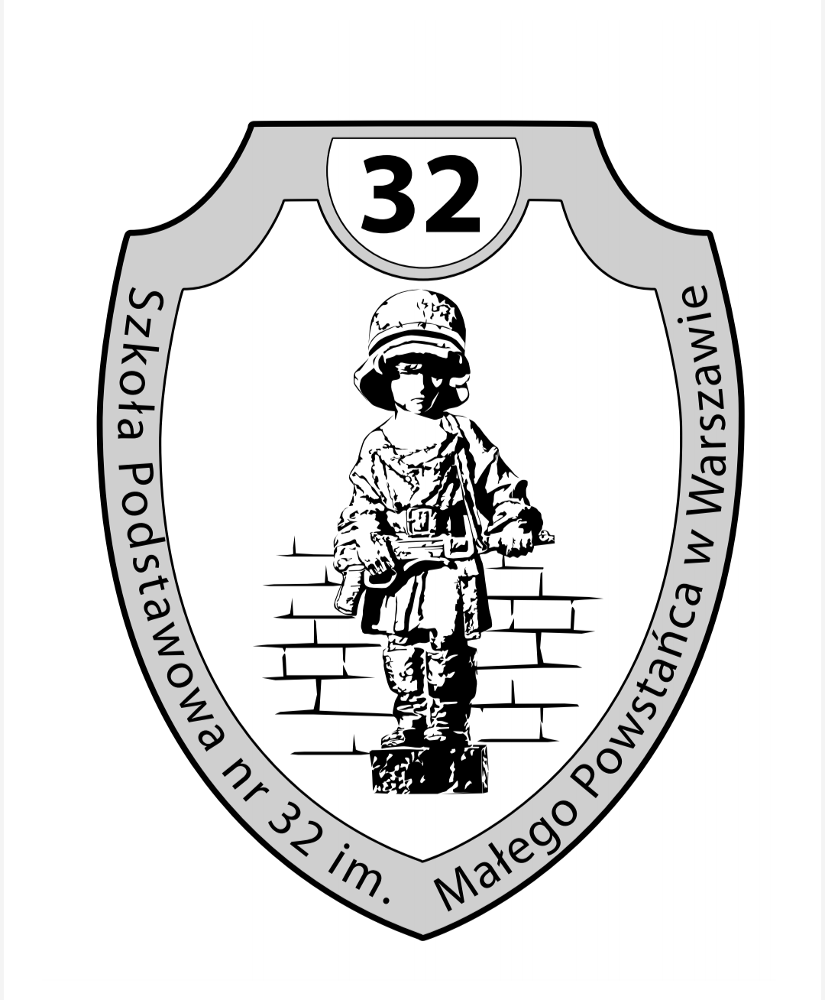 32
Szkoła Podstawowa nr 32 im.
Małego Powstańca w Warszawie